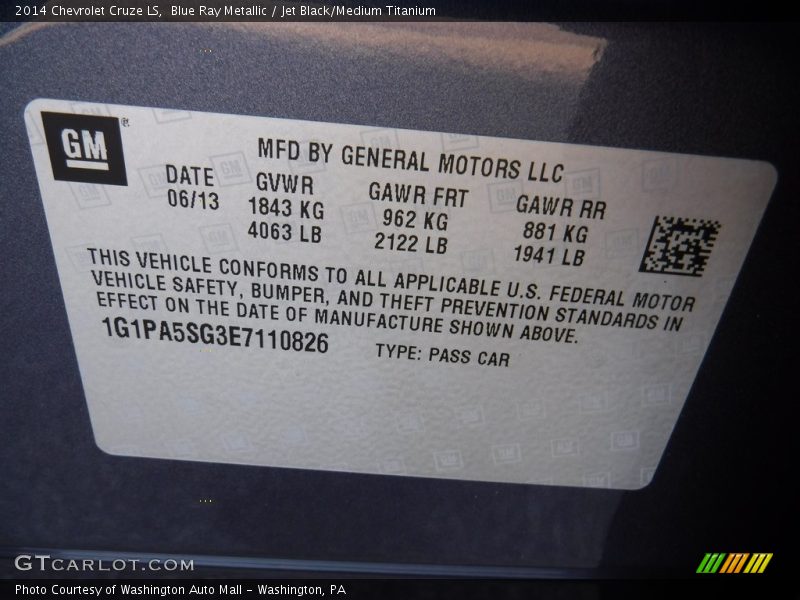 2014 Chevrolet Cruze LS, Blue Ray Metallic / Jet Black/Medium Titanium
GM®
MFD BY GENERAL MOTORS LLC
DATE GVWR GAWR FRT GAWR RR
06/13 1843 KG 962 KG 881 KG
4063 LB 2122 LB 1941 LB
THIS VEHICLE CONFORMS TO ALL APPLICABLE U.S. FEDERAL MOTOR
VEHICLE SAFETY, BUMPER, AND THEFT PREVENTION STANDARDS IN
EFFECT ON THE DATE OF MANUFACTURE SHOWN ABOVE.
1G1PA5SG3E7110826 TYPE: PASS CAR
GTCARLOT.COM
Photo Courtesy of Washington Auto Mall - Washington, PA